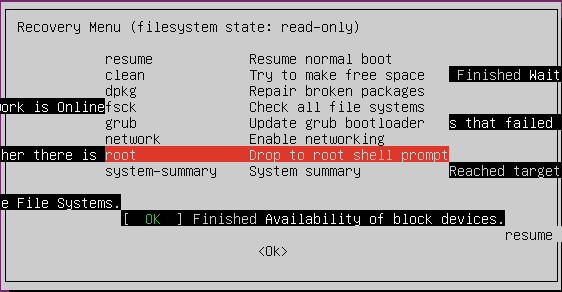 Recovery Menu (filesystem state: read-only)
resume Resume normal boot
clean Try to make free space Finished Wait
dpkg Repair broken packages
ork is Online fsck Check all file systems
grub Update grub bootloader s that failed
network Enable networking
her there is root Drop to root shell prompt
system-summary System summary Reached target
e File Systems.
[ OK ] Finished Availability of block devices.
resume
<Ok>